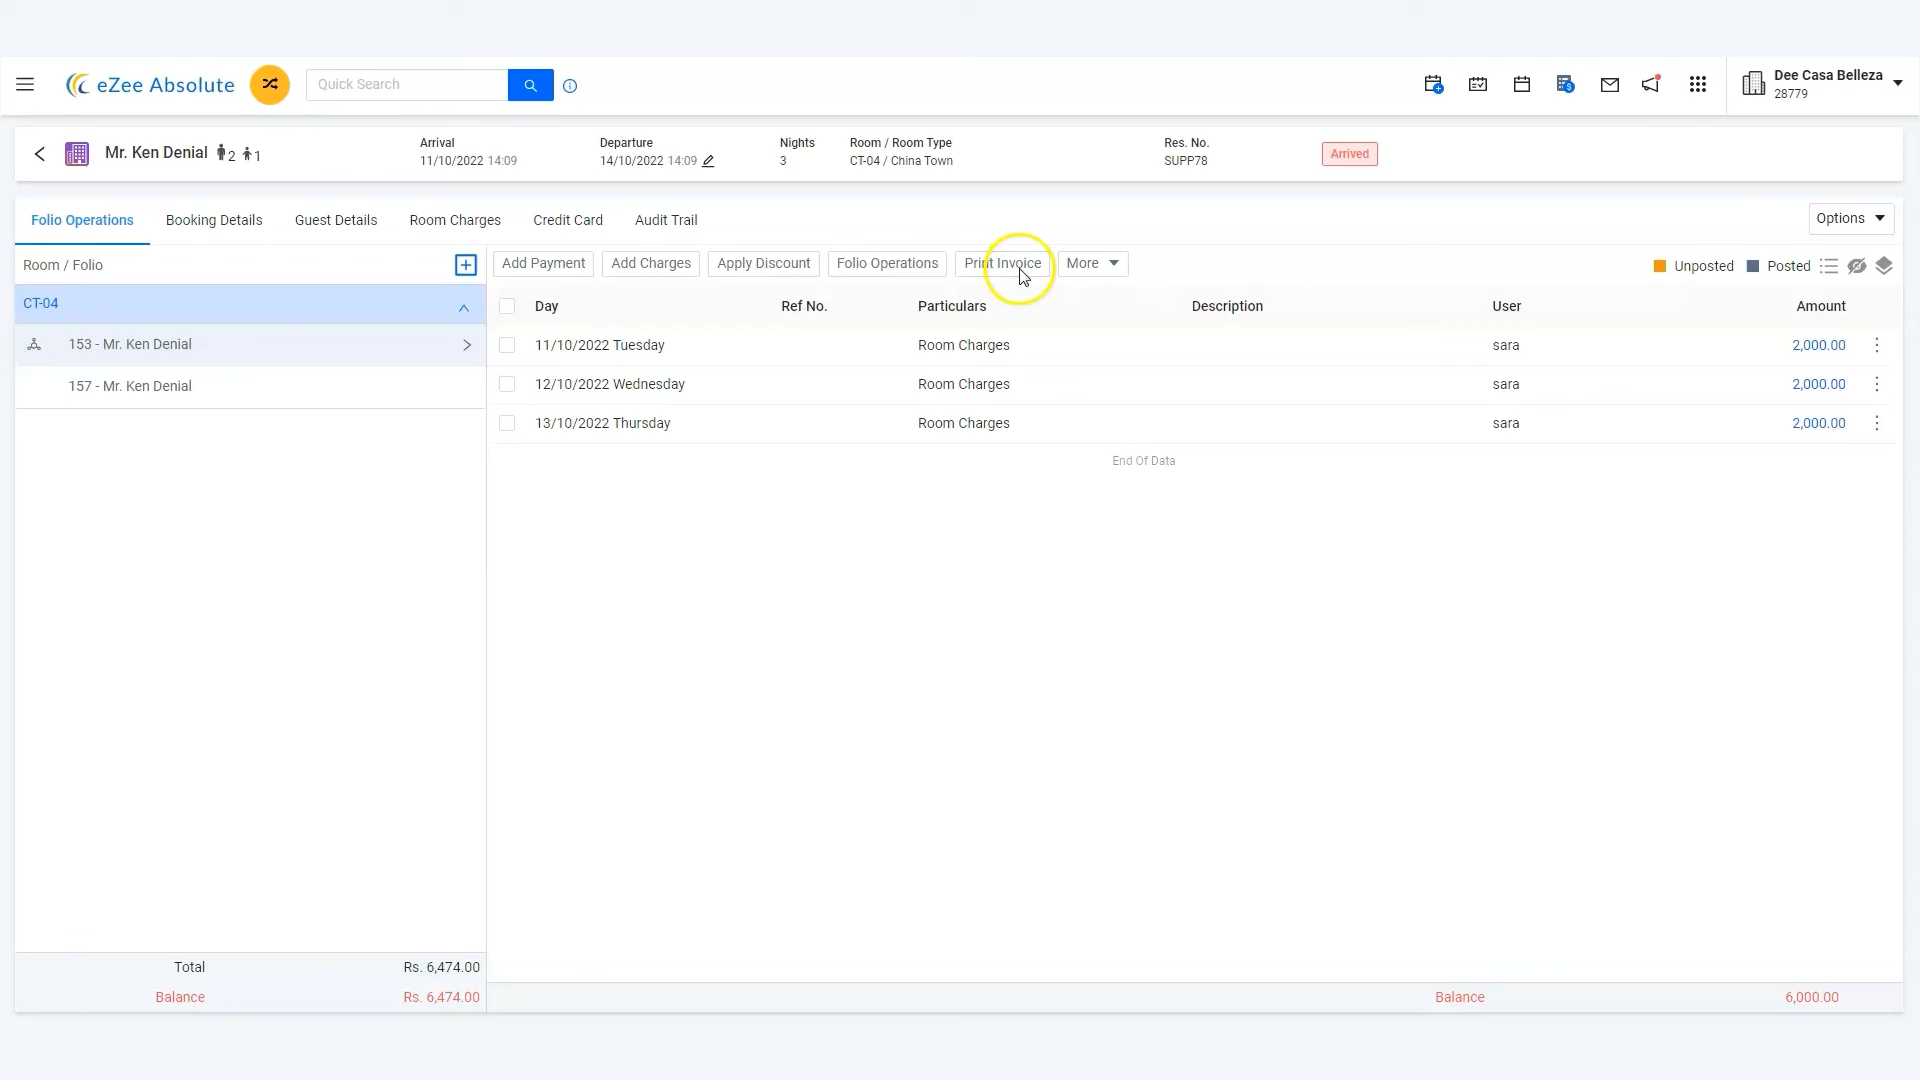 eZee Absolute
Quick Search
Dee Casa Belleza
28779
Mr. Ken Denial 2 1
Arrival
11/10/2022 14:09
Departure
14/10/2022 14:09
Nights
3
Room / Room Type
CT-04 / China Town
Res. No.
SUPP78
Arrived
Folio Operations Booking Details Guest Details Room Charges Credit Card Audit Trail
Options
Room / Folio
CT-04
153 - Mr. Ken Denial
157 - Mr. Ken Denial
Total Rs. 6,474.00
Balance Rs. 6,474.00
Add Payment Add Charges Apply Discount Folio Operations Print Invoice More
Unposted Posted
Day Ref No. Particulars Description User Amount
11/10/2022 Tuesday Room Charges sara 2,000.00
12/10/2022 Wednesday Room Charges sara 2,000.00
13/10/2022 Thursday Room Charges sara 2,000.00
End Of Data
Balance 6,000.00